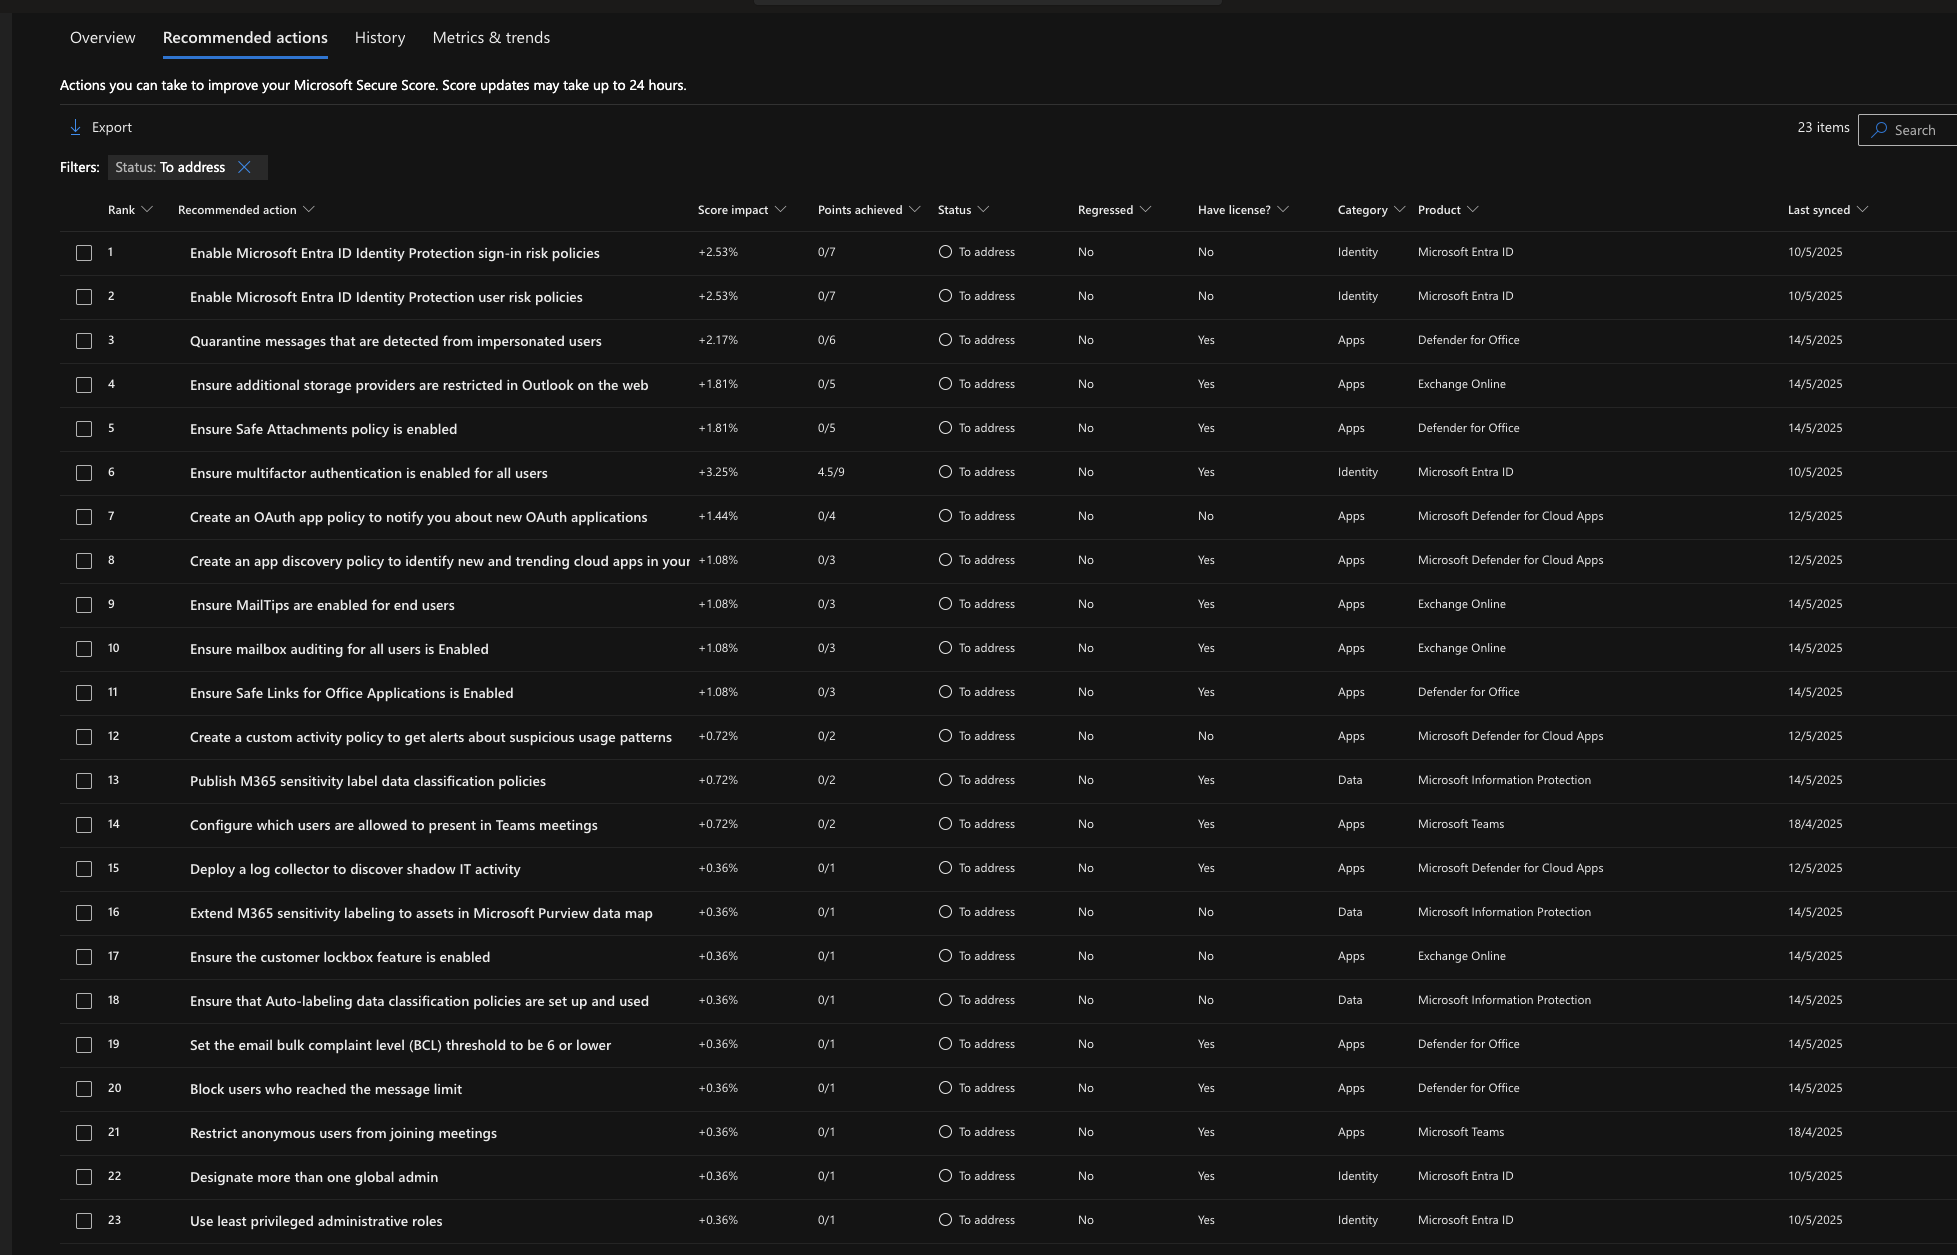 Overview Recommended actions History Metrics & trends
Actions you can take to improve your Microsoft Secure Score. Score updates may take up to 24 hours.
Export 23 items Search
Filters: Status: To address
Rank Recommended action Score impact Points achieved Status Regressed Have license? Category Product Last synced
1 Enable Microsoft Entra ID Identity Protection sign-in risk policies +2.53% 0/7 To address No No Identity Microsoft Entra ID 10/5/2025
2 Enable Microsoft Entra ID Identity Protection user risk policies +2.53% 0/7 To address No No Identity Microsoft Entra ID 10/5/2025
3 Quarantine messages that are detected from impersonated users +2.17% 0/6 To address No Yes Apps Defender for Office 14/5/2025
4 Ensure additional storage providers are restricted in Outlook on the web +1.81% 0/5 To address No Yes Apps Exchange Online 14/5/2025
5 Ensure Safe Attachments policy is enabled +1.81% 0/5 To address No Yes Apps Defender for Office 14/5/2025
6 Ensure multifactor authentication is enabled for all users +3.25% 4.5/9 To address No Yes Identity Microsoft Entra ID 10/5/2025
7 Create an OAuth app policy to notify you about new OAuth applications +1.44% 0/4 To address No No Apps Microsoft Defender for Cloud Apps 12/5/2025
8 Create an app discovery policy to identify new and trending cloud apps in your +1.08% 0/3 To address No Yes Apps Microsoft Defender for Cloud Apps 12/5/2025
9 Ensure MailTips are enabled for end users +1.08% 0/3 To address No Yes Apps Exchange Online 14/5/2025
10 Ensure mailbox auditing for all users is Enabled +1.08% 0/3 To address No Yes Apps Exchange Online 14/5/2025
11 Ensure Safe Links for Office Applications is Enabled +1.08% 0/3 To address No Yes Apps Defender for Office 14/5/2025
12 Create a custom activity policy to get alerts about suspicious usage patterns +0.72% 0/2 To address No No Apps Microsoft Defender for Cloud Apps 12/5/2025
13 Publish M365 sensitivity label data classification policies +0.72% 0/2 To address No Yes Data Microsoft Information Protection 14/5/2025
14 Configure which users are allowed to present in Teams meetings +0.72% 0/2 To address No Yes Apps Microsoft Teams 18/4/2025
15 Deploy a log collector to discover shadow IT activity +0.36% 0/1 To address No Yes Apps Microsoft Defender for Cloud Apps 12/5/2025
16 Extend M365 sensitivity labeling to assets in Microsoft Purview data map +0.36% 0/1 To address No No Data Microsoft Information Protection 14/5/2025
17 Ensure the customer lockbox feature is enabled +0.36% 0/1 To address No No Apps Exchange Online 14/5/2025
18 Ensure that Auto-labeling data classification policies are set up and used +0.36% 0/1 To address No No Data Microsoft Information Protection 14/5/2025
19 Set the email bulk complaint level (BCL) threshold to be 6 or lower +0.36% 0/1 To address No Yes Apps Defender for Office 14/5/2025
20 Block users who reached the message limit +0.36% 0/1 To address No Yes Apps Defender for Office 14/5/2025
21 Restrict anonymous users from joining meetings +0.36% 0/1 To address No Yes Apps Microsoft Teams 18/4/2025
22 Designate more than one global admin +0.36% 0/1 To address No Yes Identity Microsoft Entra ID 10/5/2025
23 Use least privileged administrative roles +0.36% 0/1 To address No Yes Identity Microsoft Entra ID 10/5/2025